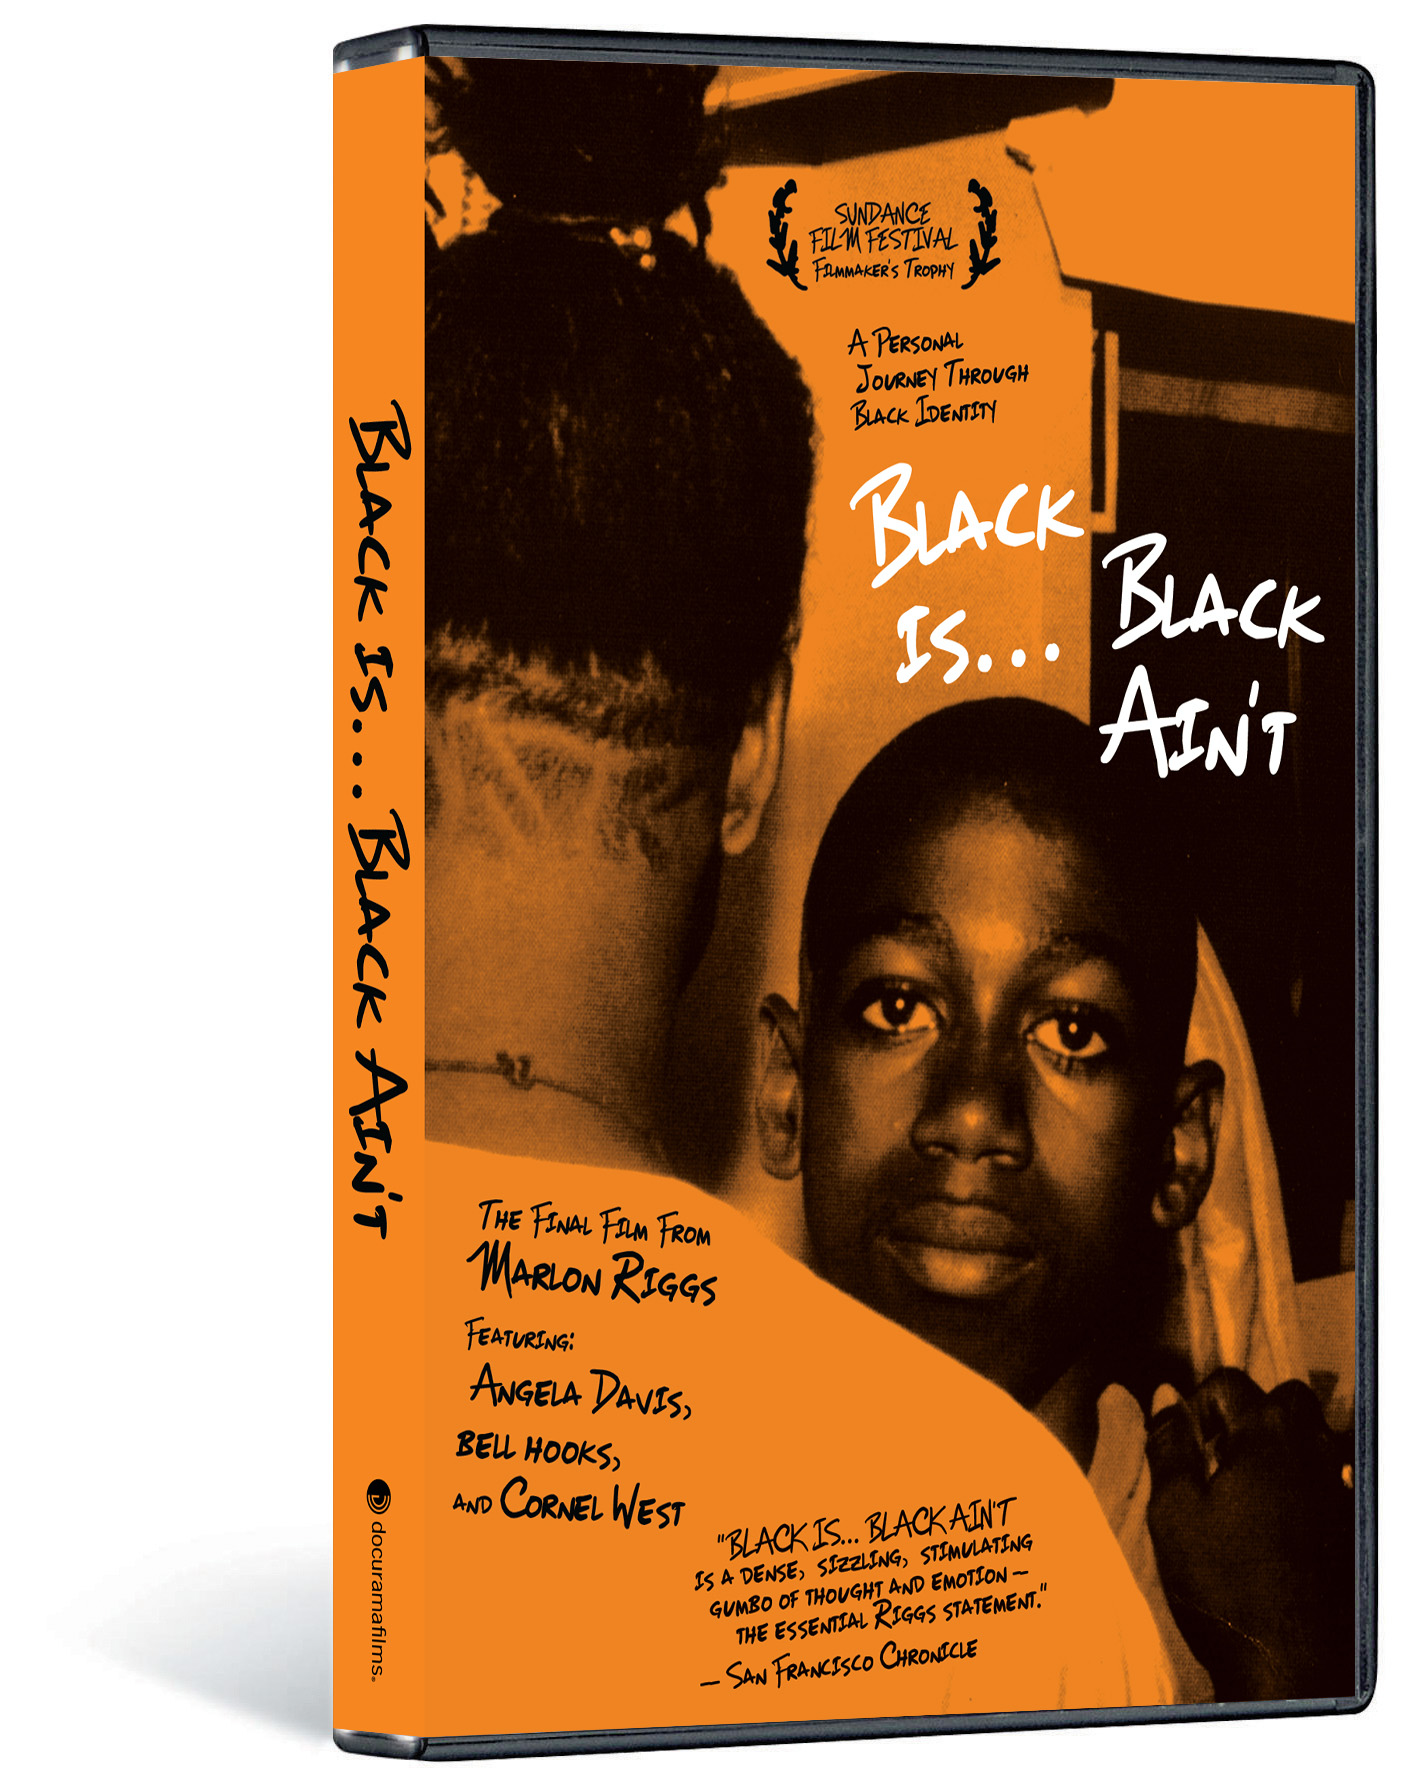 BLACK IS... BLACK AIN'T
docuramafilms.
SUNDANCE
FILM FESTIVAL
FILMMAKER'S TROPHY
A PERSONAL
JOURNEY THROUGH
BLACK IDENTITY
BLACK
IS...
BLACK
AIN'T
THE FINAL FILM FROM
MARLON RIGGS
FEATURING:
ANGELA DAVIS,
BELL HOOKS,
AND CORNEL WEST
"BLACK IS... BLACK AIN'T
IS A DENSE, SIZZLING, STIMULATING
GUMBO OF THOUGHT AND EMOTION —
THE ESSENTIAL RIGGS STATEMENT."
— SAN FRANCISCO CHRONICLE